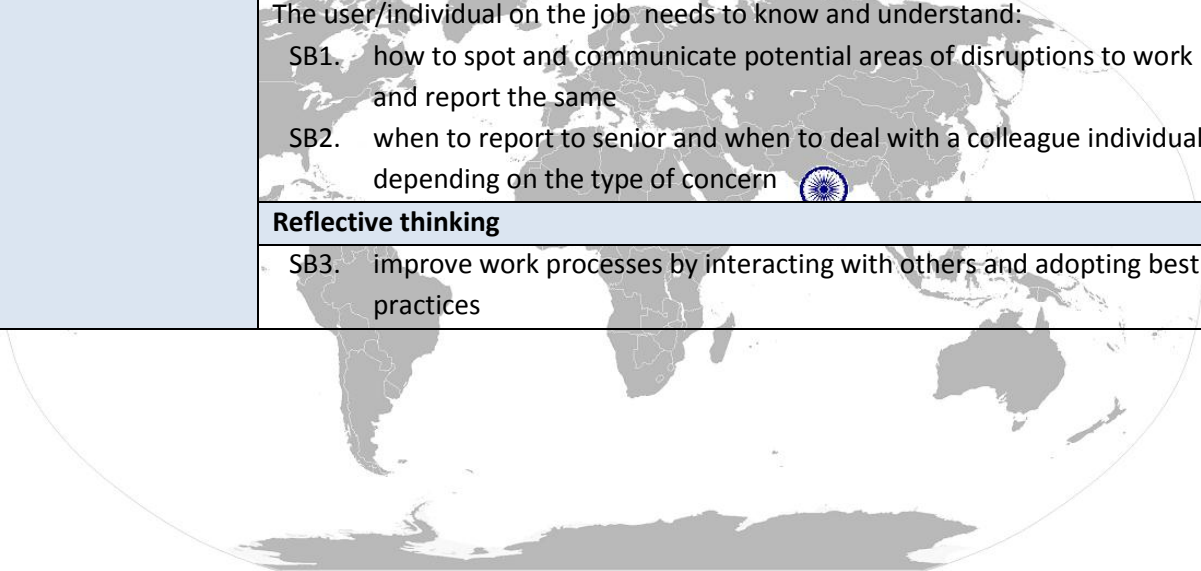 The user/individual on the job needs to know and understand:
SB1. how to spot and communicate potential areas of disruptions to work
and report the same
SB2. when to report to senior and when to deal with a colleague individual
depending on the type of concern
Reflective thinking
SB3. improve work processes by interacting with others and adopting best
practices